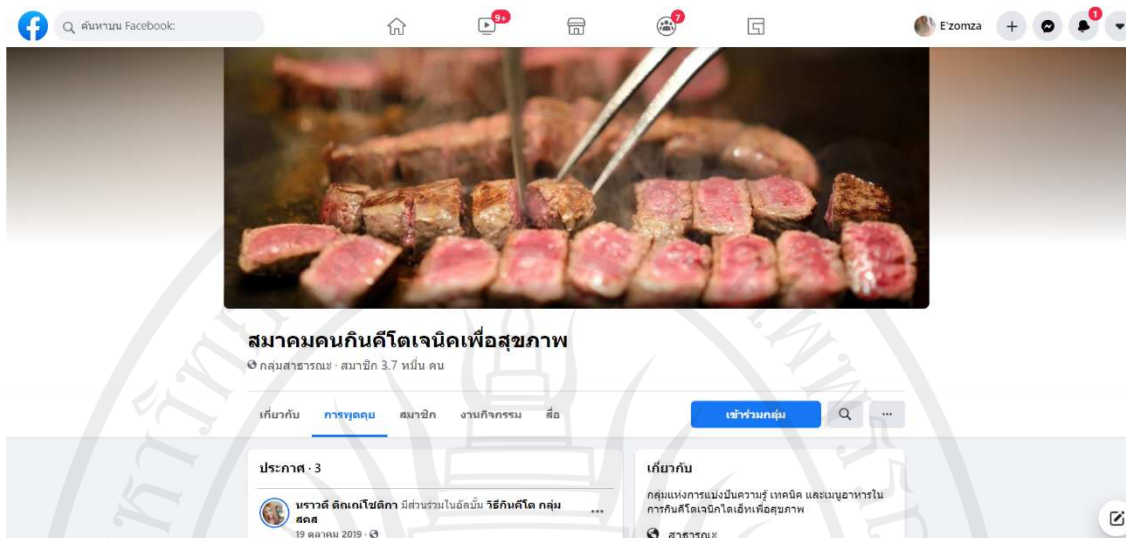 ค้นหาบน Facebook:
9+
7
E'zomza
1
สมาคมคนกินคีโตเจนิคเพื่อสุขภาพ
กลุ่มสาธารณะ · สมาชิก 3.7 หมื่น คน
เกี่ยวกับ การพูดคุย สมาชิก งานกิจกรรม สื่อ เข้าร่วมกลุ่ม
ประกาศ · 3
เกี่ยวกับ
มีส่วนร่วมในอัลบั้ม วิธีกินคีโต กลุ่ม
สคส
19 ตุลาคม 2019 ·
กลุ่มแห่งการแบ่งปันความรู้ เทคนิค และเมนูอาหารใน
การกินคีโตเจนิกไดเอ็ทเพื่อสุขภาพ
สาธารณะ